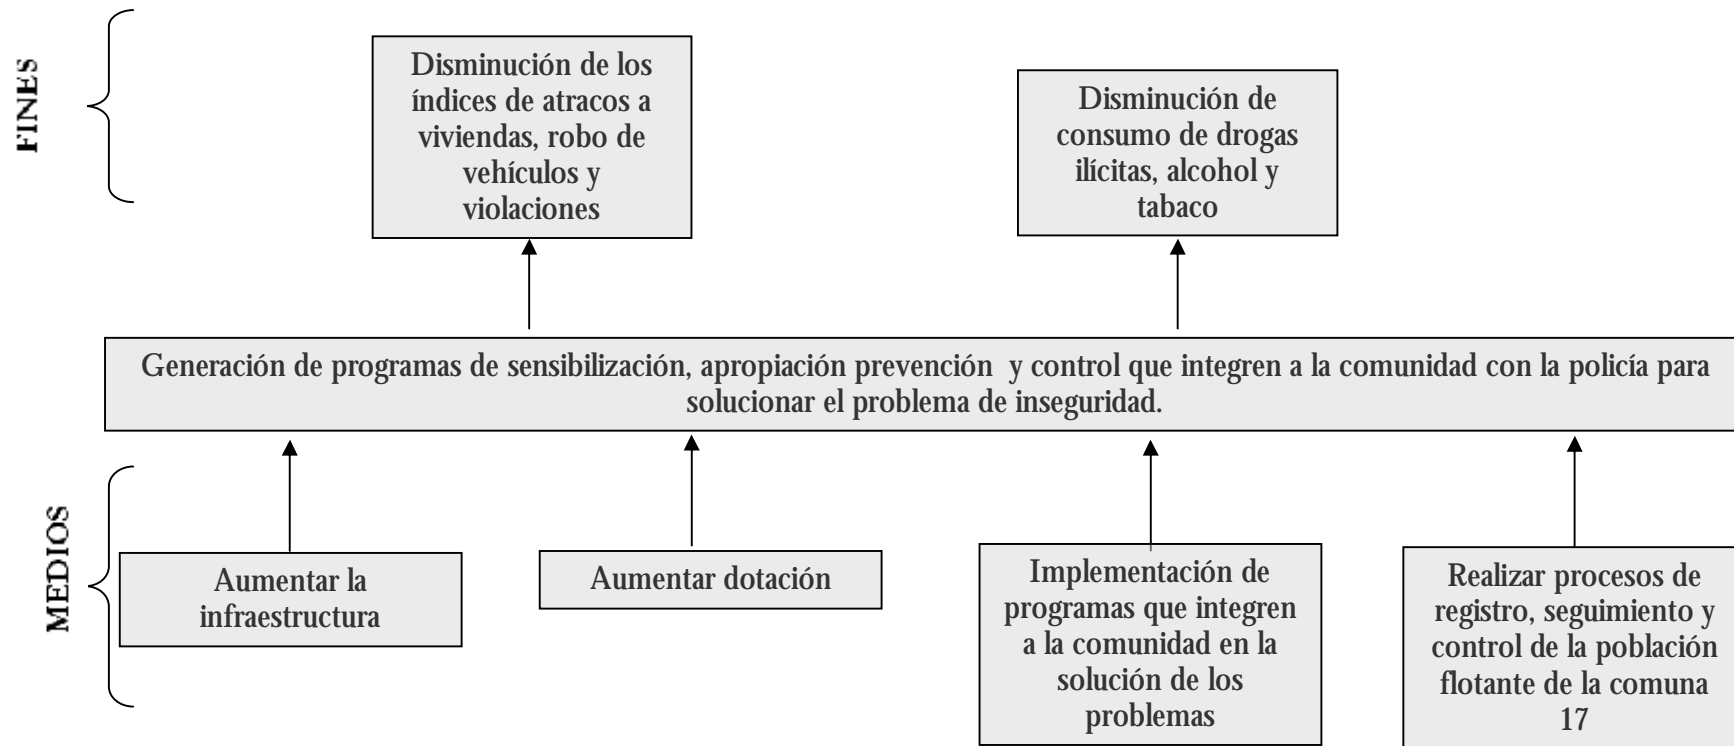 FINES
Disminución de los
índices de atracos a
viviendas, robo de
vehículos y
violaciones
Disminución de
consumo de drogas
ilícitas, alcohol y
tabaco
Generación de programas de sensibilización, apropiación prevención  y control que integren a la comunidad con la policía para
solucionar el problema de inseguridad.
MEDIOS
Aumentar la
infraestructura
Aumentar dotación
Implementación de
programas que integren
a la comunidad en la
solución de los
problemas
Realizar procesos de
registro, seguimiento y
control de la población
flotante de la comuna
17